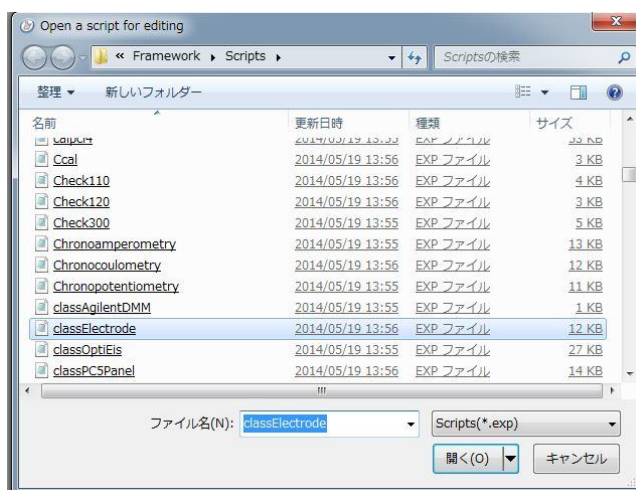 Open a script for editing
« Framework ▸ Scripts ▸ Scriptsの検索
整理 ▼ 新しいフォルダー
名前 更新日時 種類 サイズ
Ccal 2014/05/19 13:56 EXP ファイル 3 KB
Check110 2014/05/19 13:56 EXP ファイル 4 KB
Check120 2014/05/19 13:56 EXP ファイル 3 KB
Check300 2014/05/19 13:55 EXP ファイル 5 KB
Chronoamperometry 2014/05/19 13:55 EXP ファイル 13 KB
Chronocoulometry 2014/05/19 13:56 EXP ファイル 12 KB
Chronopotentiometry 2014/05/19 13:55 EXP ファイル 11 KB
classAgilentDMM 2014/05/19 13:55 EXP ファイル 1 KB
classElectrode 2014/05/19 13:56 EXP ファイル 12 KB
classOptiEis 2014/05/19 13:55 EXP ファイル 27 KB
classPC5Panel 2014/05/19 13:56 EXP ファイル 14 KB
ファイル名(N): classElectrode Scripts(*.exp)
開く(O) キャンセル